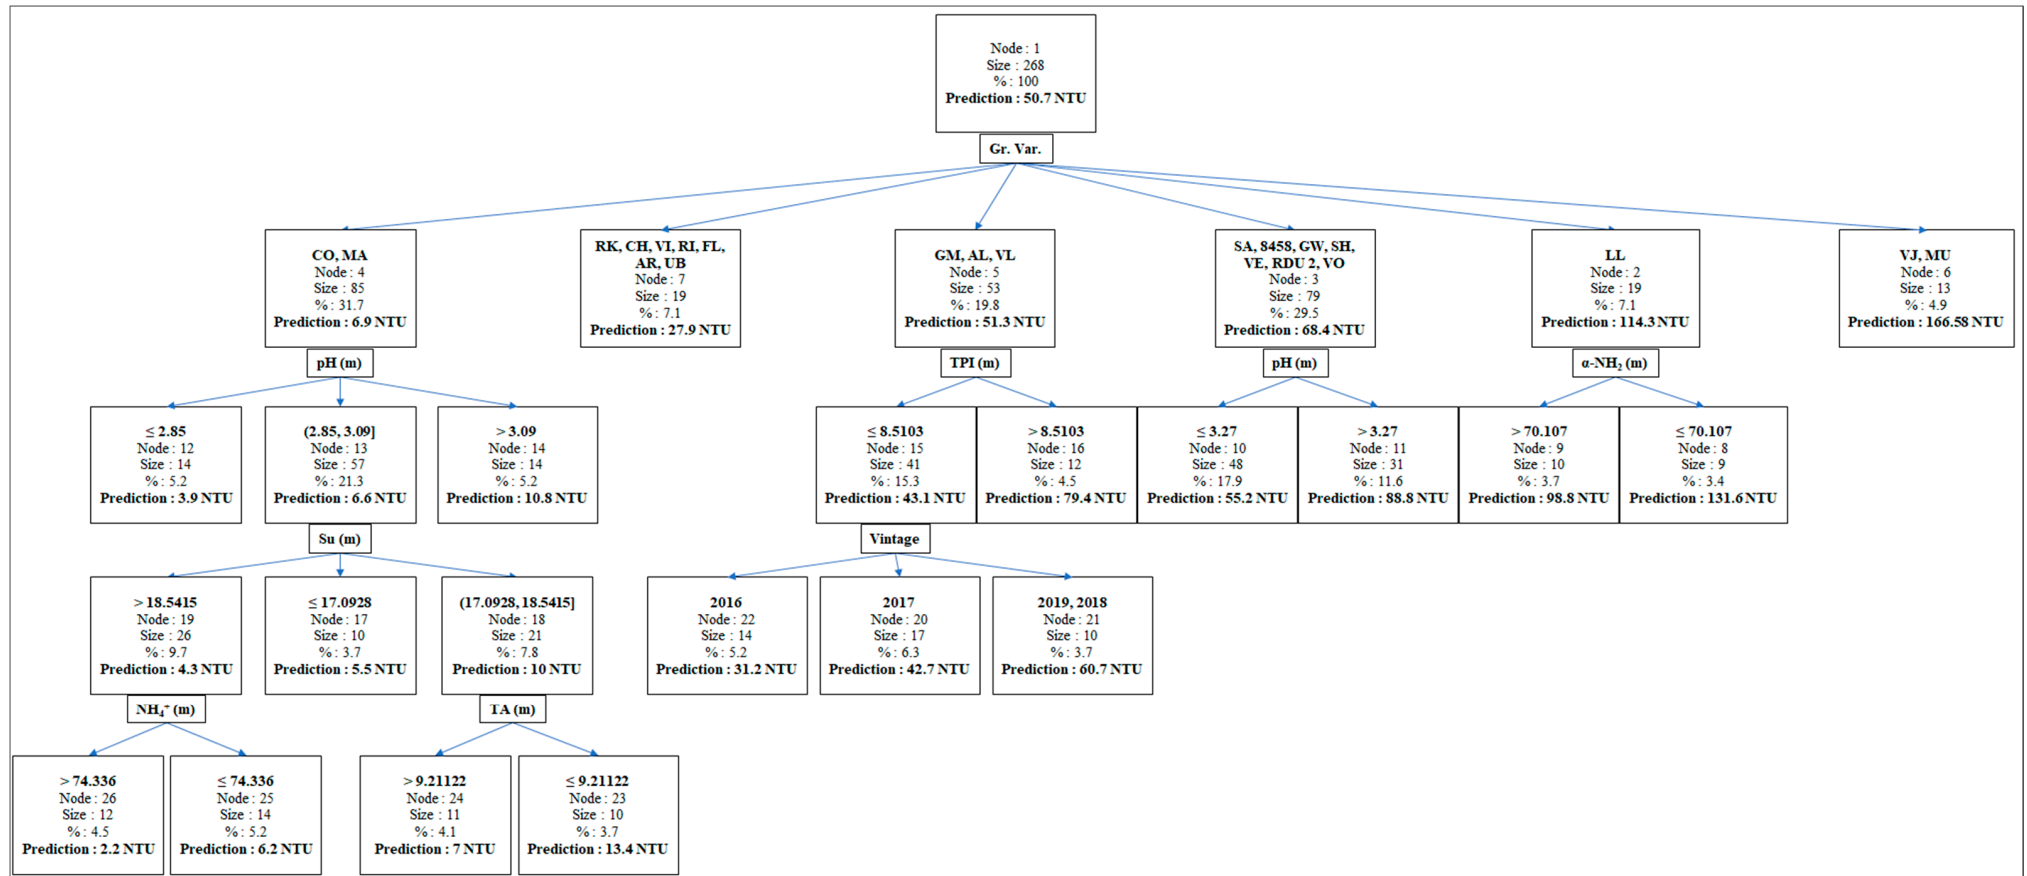 Node : 1
Size : 268
% : 100
Prediction : 50.7 NTU
Gr. Var.
CO, MA
Node : 4
Size : 85
% : 31.7
Prediction : 6.9 NTU
RK, CH, VI, RI, FL,
AR, UB
Node : 7
Size : 19
% : 7.1
Prediction : 27.9 NTU
GM, AL, VL
Node : 5
Size : 53
% : 19.8
Prediction : 51.3 NTU
SA, 8458, GW, SH,
VE, RDU 2, VO
Node : 3
Size : 79
% : 29.5
Prediction : 68.4 NTU
LL
Node : 2
Size : 19
% : 7.1
Prediction : 114.3 NTU
VJ, MU
Node : 6
Size : 13
% : 4.9
Prediction : 166.58 NTU
pH (m)
TPI (m)
pH (m)
α-NH₂ (m)
≤ 2.85
Node : 12
Size : 14
% : 5.2
Prediction : 3.9 NTU
(2.85, 3.09]
Node : 13
Size : 57
% : 21.3
Prediction : 6.6 NTU
> 3.09
Node : 14
Size : 14
% : 5.2
Prediction : 10.8 NTU
≤ 8.5103
Node : 15
Size : 41
% : 15.3
Prediction : 43.1 NTU
> 8.5103
Node : 16
Size : 12
% : 4.5
Prediction : 79.4 NTU
≤ 3.27
Node : 10
Size : 48
% : 17.9
Prediction : 55.2 NTU
> 3.27
Node : 11
Size : 31
% : 11.6
Prediction : 88.8 NTU
> 70.107
Node : 9
Size : 10
% : 3.7
Prediction : 98.8 NTU
≤ 70.107
Node : 8
Size : 9
% : 3.4
Prediction : 131.6 NTU
Su (m)
Vintage
> 18.5415
Node : 19
Size : 26
% : 9.7
Prediction : 4.3 NTU
≤ 17.0928
Node : 17
Size : 10
% : 3.7
Prediction : 5.5 NTU
(17.0928, 18.5415]
Node : 18
Size : 21
% : 7.8
Prediction : 10 NTU
2016
Node : 22
Size : 14
% : 5.2
Prediction : 31.2 NTU
2017
Node : 20
Size : 17
% : 6.3
Prediction : 42.7 NTU
2019, 2018
Node : 21
Size : 10
% : 3.7
Prediction : 60.7 NTU
NH₄⁺ (m)
TA (m)
> 74.336
Node : 26
Size : 12
% : 4.5
Prediction : 2.2 NTU
≤ 74.336
Node : 25
Size : 14
% : 5.2
Prediction : 6.2 NTU
> 9.21122
Node : 24
Size : 11
% : 4.1
Prediction : 7 NTU
≤ 9.21122
Node : 23
Size : 10
% : 3.7
Prediction : 13.4 NTU